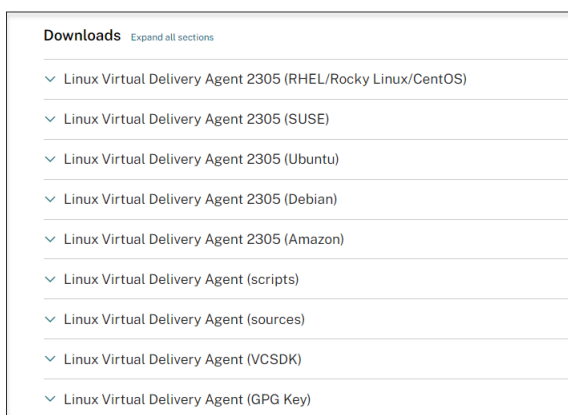 Downloads Expand all sections
Linux Virtual Delivery Agent 2305 (RHEL/Rocky Linux/CentOS)
Linux Virtual Delivery Agent 2305 (SUSE)
Linux Virtual Delivery Agent 2305 (Ubuntu)
Linux Virtual Delivery Agent 2305 (Debian)
Linux Virtual Delivery Agent 2305 (Amazon)
Linux Virtual Delivery Agent (scripts)
Linux Virtual Delivery Agent (sources)
Linux Virtual Delivery Agent (VCSDK)
Linux Virtual Delivery Agent (GPG Key)